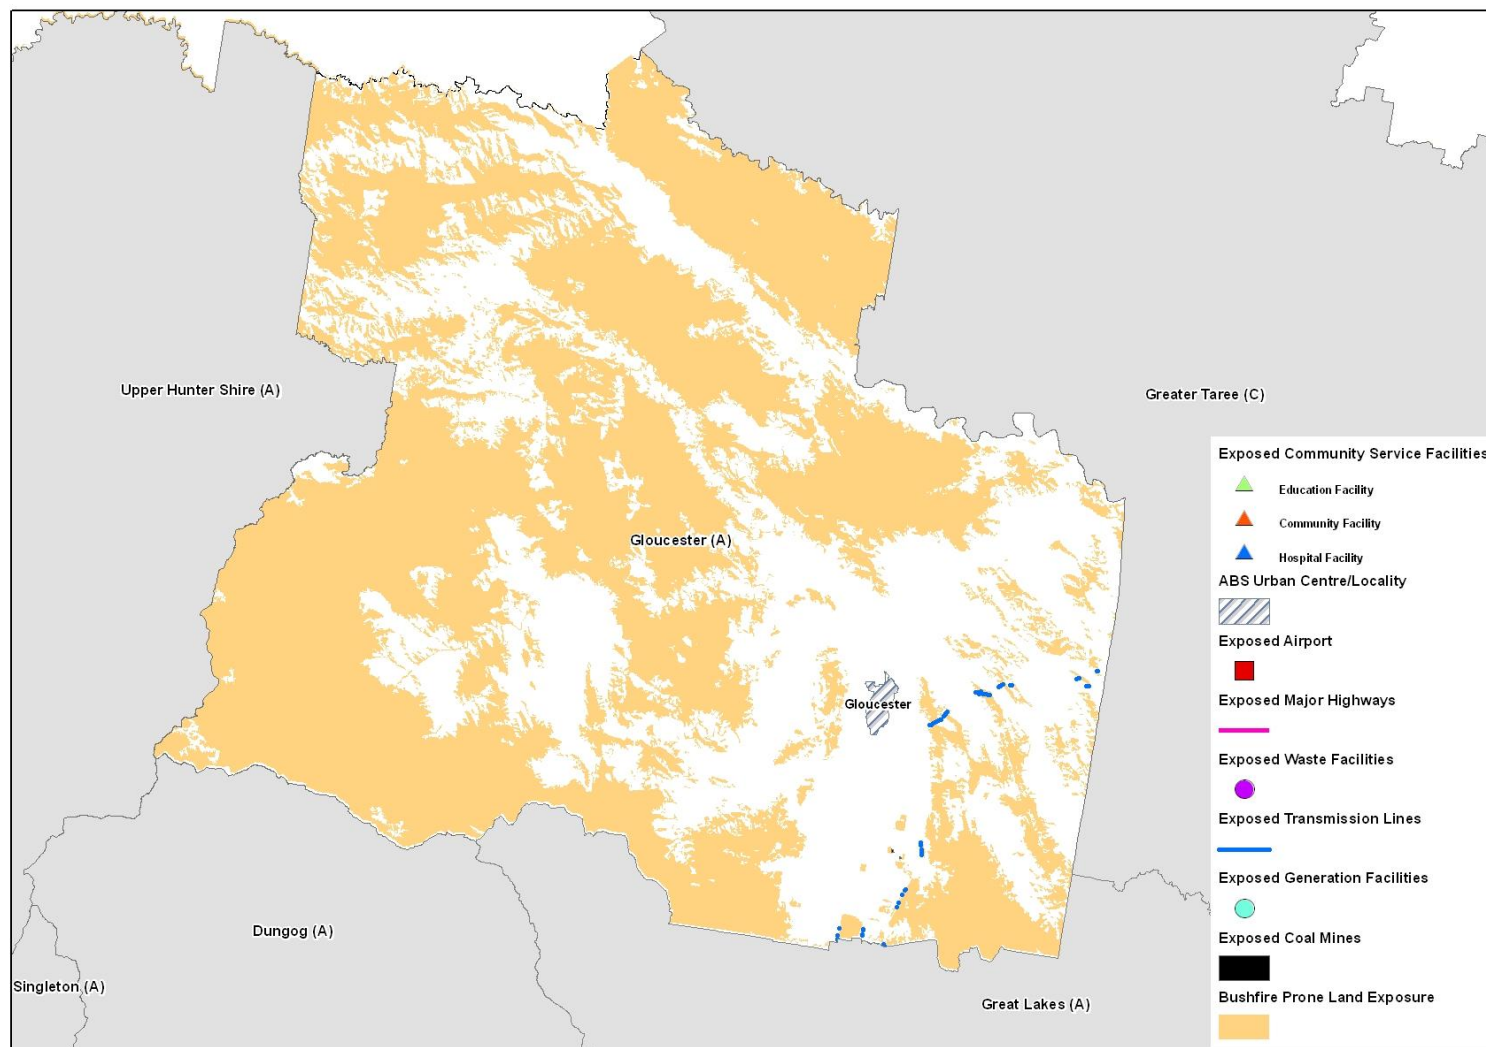 Upper Hunter Shire (A)
Greater Taree (C)
Gloucester (A)
Gloucester
Dungog (A)
Singleton (A)
Great Lakes (A)
Exposed Community Service Facilities
Education Facility
Community Facility
Hospital Facility
ABS Urban Centre/Locality
Exposed Airport
Exposed Major Highways
Exposed Waste Facilities
Exposed Transmission Lines
Exposed Generation Facilities
Exposed Coal Mines
Bushfire Prone Land Exposure